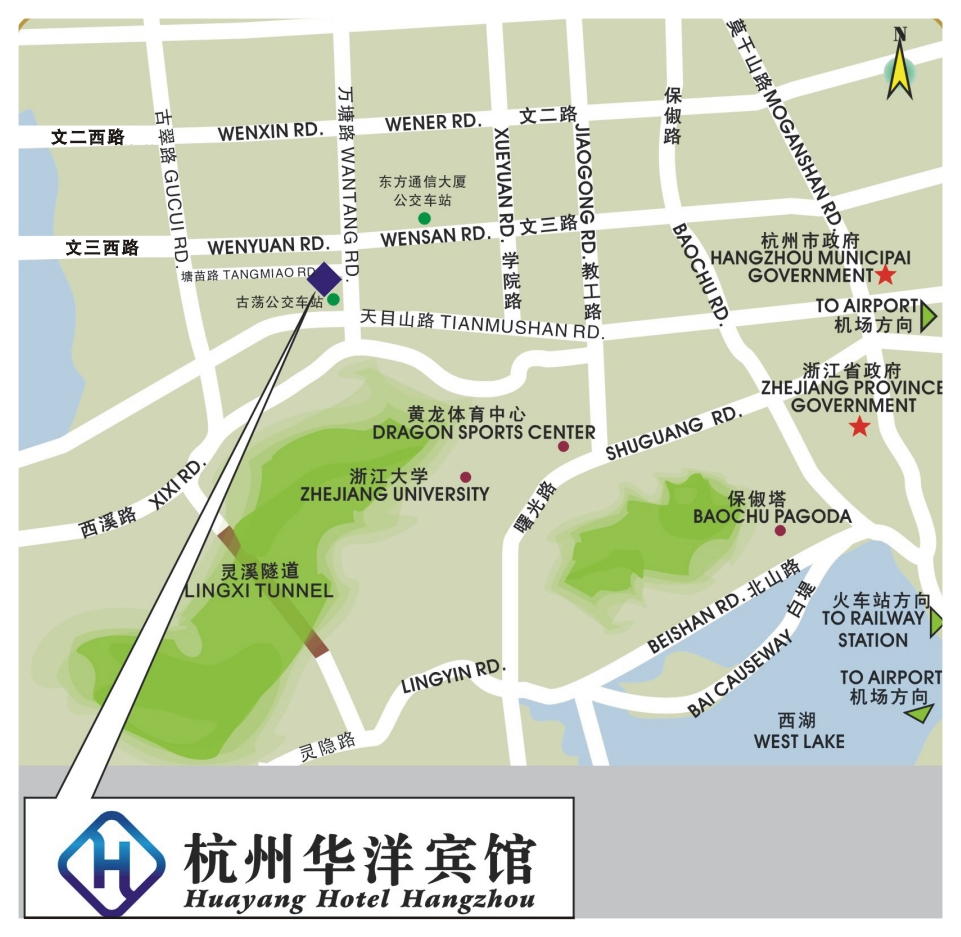 N
莫干山路 MOGANSHAN RD.
古翠路 GUCUI RD.
万塘路 WANTANG RD.
保俶路
BAOCHU RD.
文二西路
WENXIN RD.
WENER RD.
文二路
XUEYUAN RD. 学院路
JIAOGONG RD. 教工路
东方通信大厦
公交车站
文三西路
WENYUAN RD.
WENSAN RD.
文三路
杭州市政府
HANGZHOU MUNICIPAI
GOVERNMENT
塘苗路 TANGMIAO RD
古荡公交车站
天目山路 TIANMUSHAN RD.
TO AIRPORT
机场方向
浙江省政府
ZHEJIANG PROVINCE
GOVERNMENT
黄龙体育中心
DRAGON SPORTS CENTER
SHUGUANG RD.
曙光路
浙江大学
ZHEJIANG UNIVERSITY
西溪路 XIXI RD.
保俶塔
BAOCHU PAGODA
灵溪隧道
LINGXI TUNNEL
BEISHAN RD. 北山路
BAI CAUSEWAY 白堤
火车站方向
TO RAILWAY
STATION
LINGYIN RD.
灵隐路
TO AIRPORT
机场方向
西湖
WEST LAKE
H
杭州华洋宾馆
Huayang Hotel Hangzhou